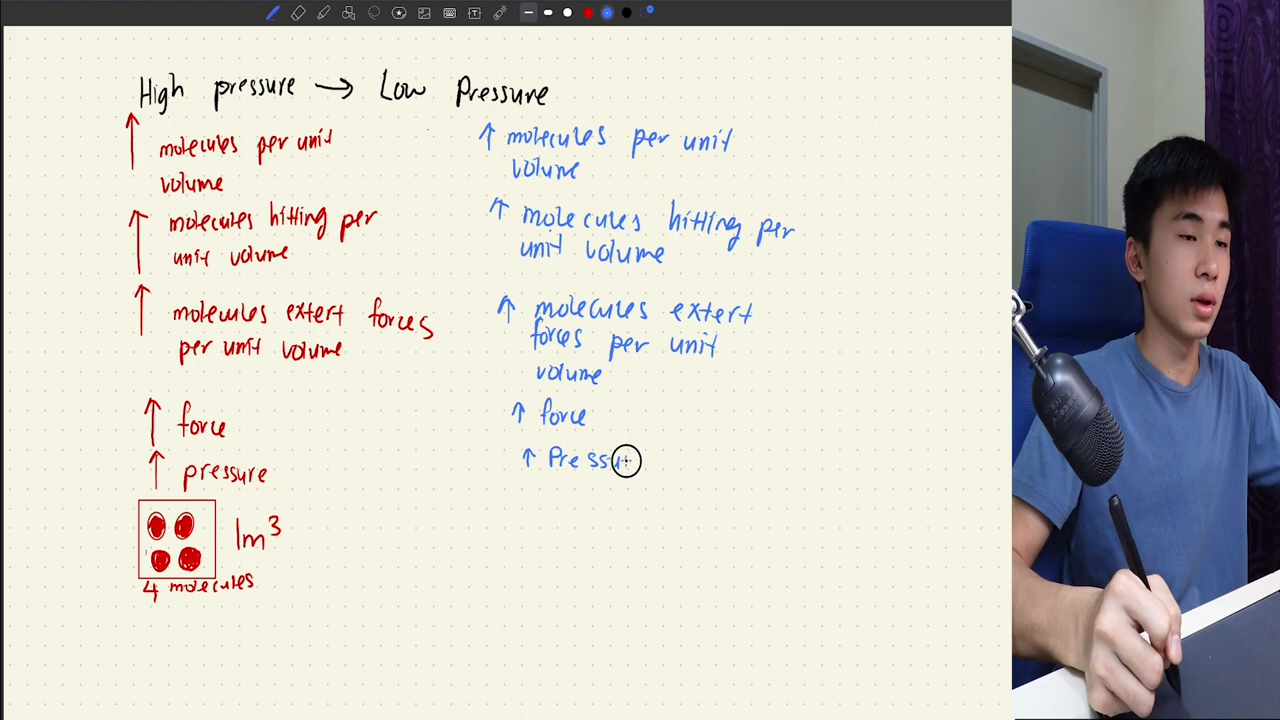 High pressure → Low Pressure
↑ molecules per unit
volume
↑ molecules hitting per
unit volume
↑ molecules extert forces
per unit volume
↑ force
↑ pressure
1m³
4 molecules
↑ molecules per unit
volume
↑ molecules hitting per
unit volume
↑ molecules extert
forces per unit
volume
↑ force
↑ Pressu